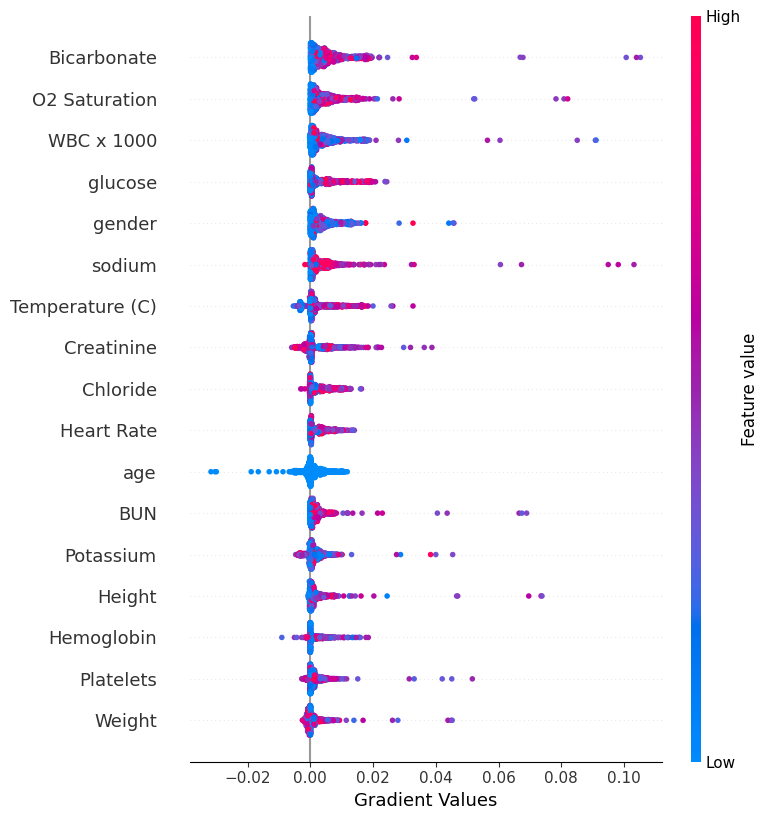 High
Bicarbonate
O2 Saturation
WBC x 1000
glucose
gender
sodium
Temperature (C)
Creatinine
Chloride
Heart Rate
age
BUN
Potassium
Height
Hemoglobin
Platelets
Weight
Feature value
Low
−0.02 0.00 0.02 0.04 0.06 0.08 0.10
Gradient Values